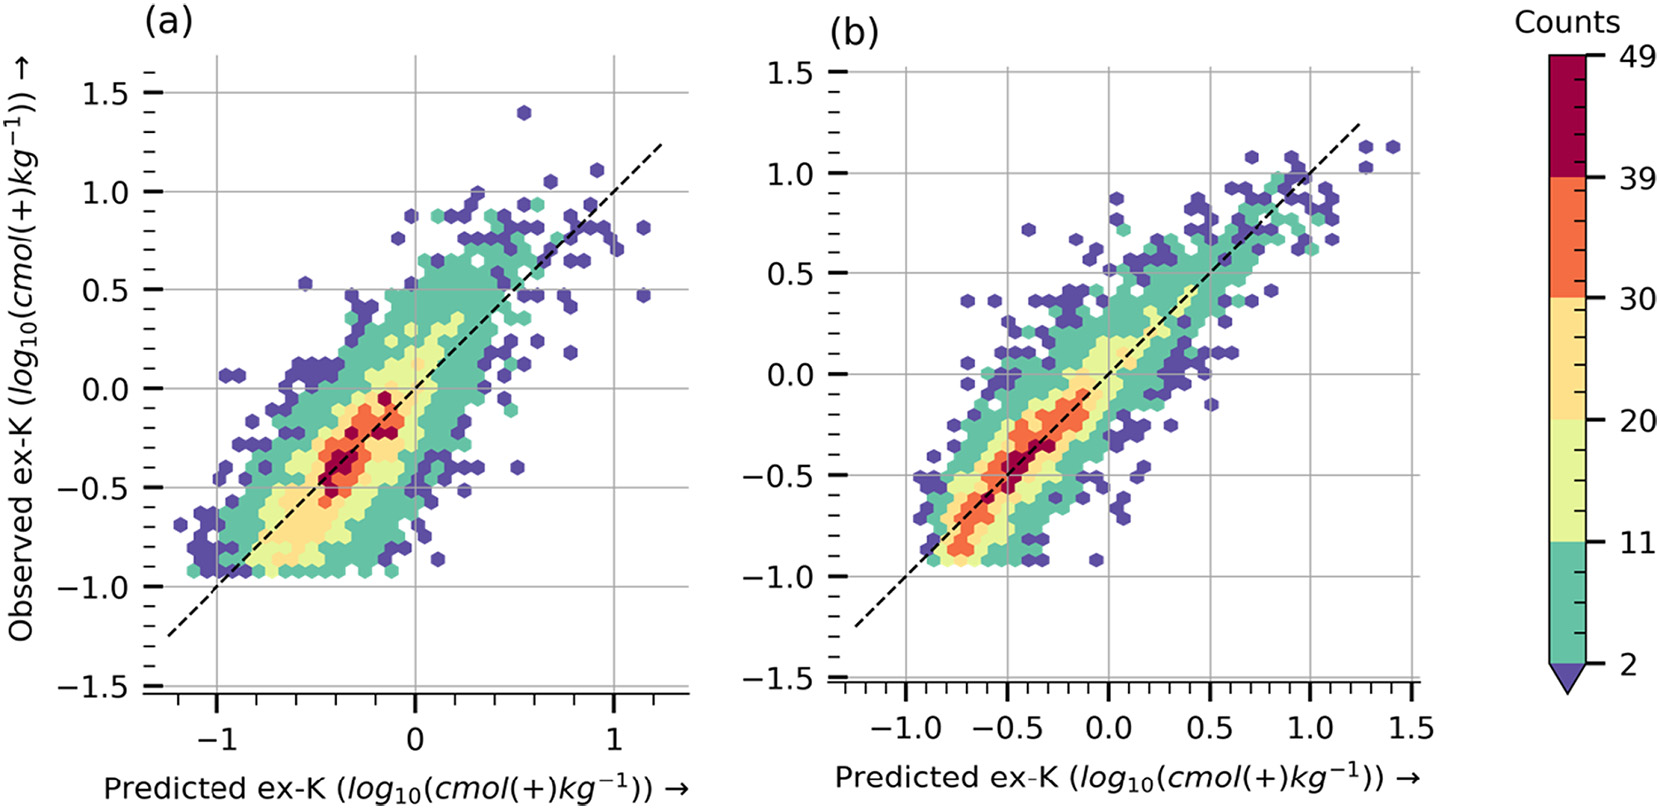 (a)
Observed ex-K (log₁₀(cmol(+)kg⁻¹)) →
1.5
1.0
0.5
0.0
−0.5
−1.0
−1.5
−1 0 1
Predicted ex-K (log₁₀(cmol(+)kg⁻¹)) →
(b)
1.5
1.0
0.5
0.0
−0.5
−1.0
−1.5
−1.0 −0.5 0.0 0.5 1.0 1.5
Predicted ex-K (log₁₀(cmol(+)kg⁻¹)) →
Counts
49
39
30
20
11
2